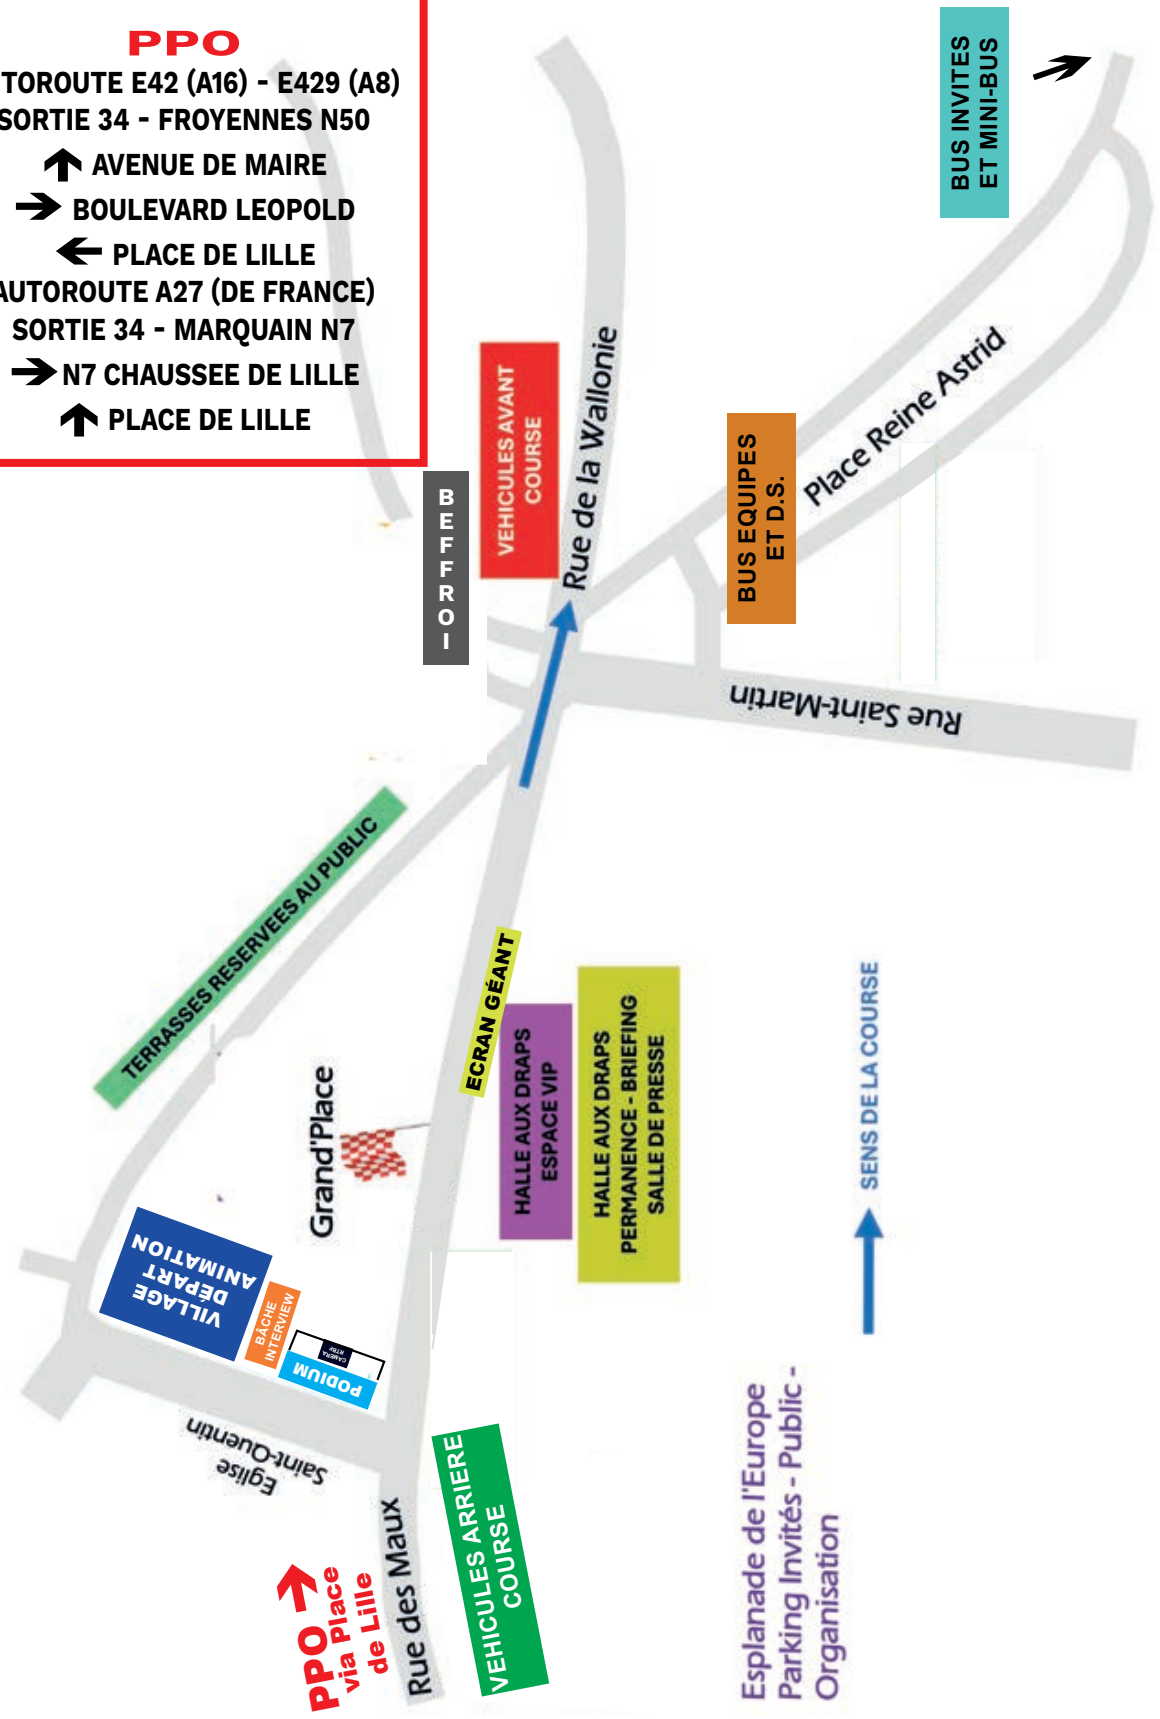 PPO
TOROUTE E42 (A16) - E429 (A8)
SORTIE 34 - FROYENNES N50
↑ AVENUE DE MAIRE
→ BOULEVARD LEOPOLD
← PLACE DE LILLE
AUTOROUTE A27 (DE FRANCE)
SORTIE 34 - MARQUAIN N7
→ N7 CHAUSSEE DE LILLE
↑ PLACE DE LILLE
BUS INVITES
ET MINI-BUS
VEHICULES AVANT
COURSE
Rue de la Wallonie
BEFFROI
BUS EQUIPES
ET D.S.
Place Reine Astrid
Rue Saint-Martin
TERRASSES RESERVEES AU PUBLIC
ECRAN GÉANT
Grand'Place
HALLE AUX DRAPS
ESPACE VIP
HALLE AUX DRAPS
PERMANENCE - BRIEFING
SALLE DE PRESSE
SENS DE LA COURSE
VILLAGE
DÉPART
ANIMATION
BÂCHE
INTERVIEW
CAMERA
RTBF
PODIUM
Eglise
Saint-Quentin
VEHICULES ARRIERE
COURSE
Rue des Maux
PPO →
via Place
de Lille
Esplanade de l'Europe
Parking Invités - Public -
Organisation